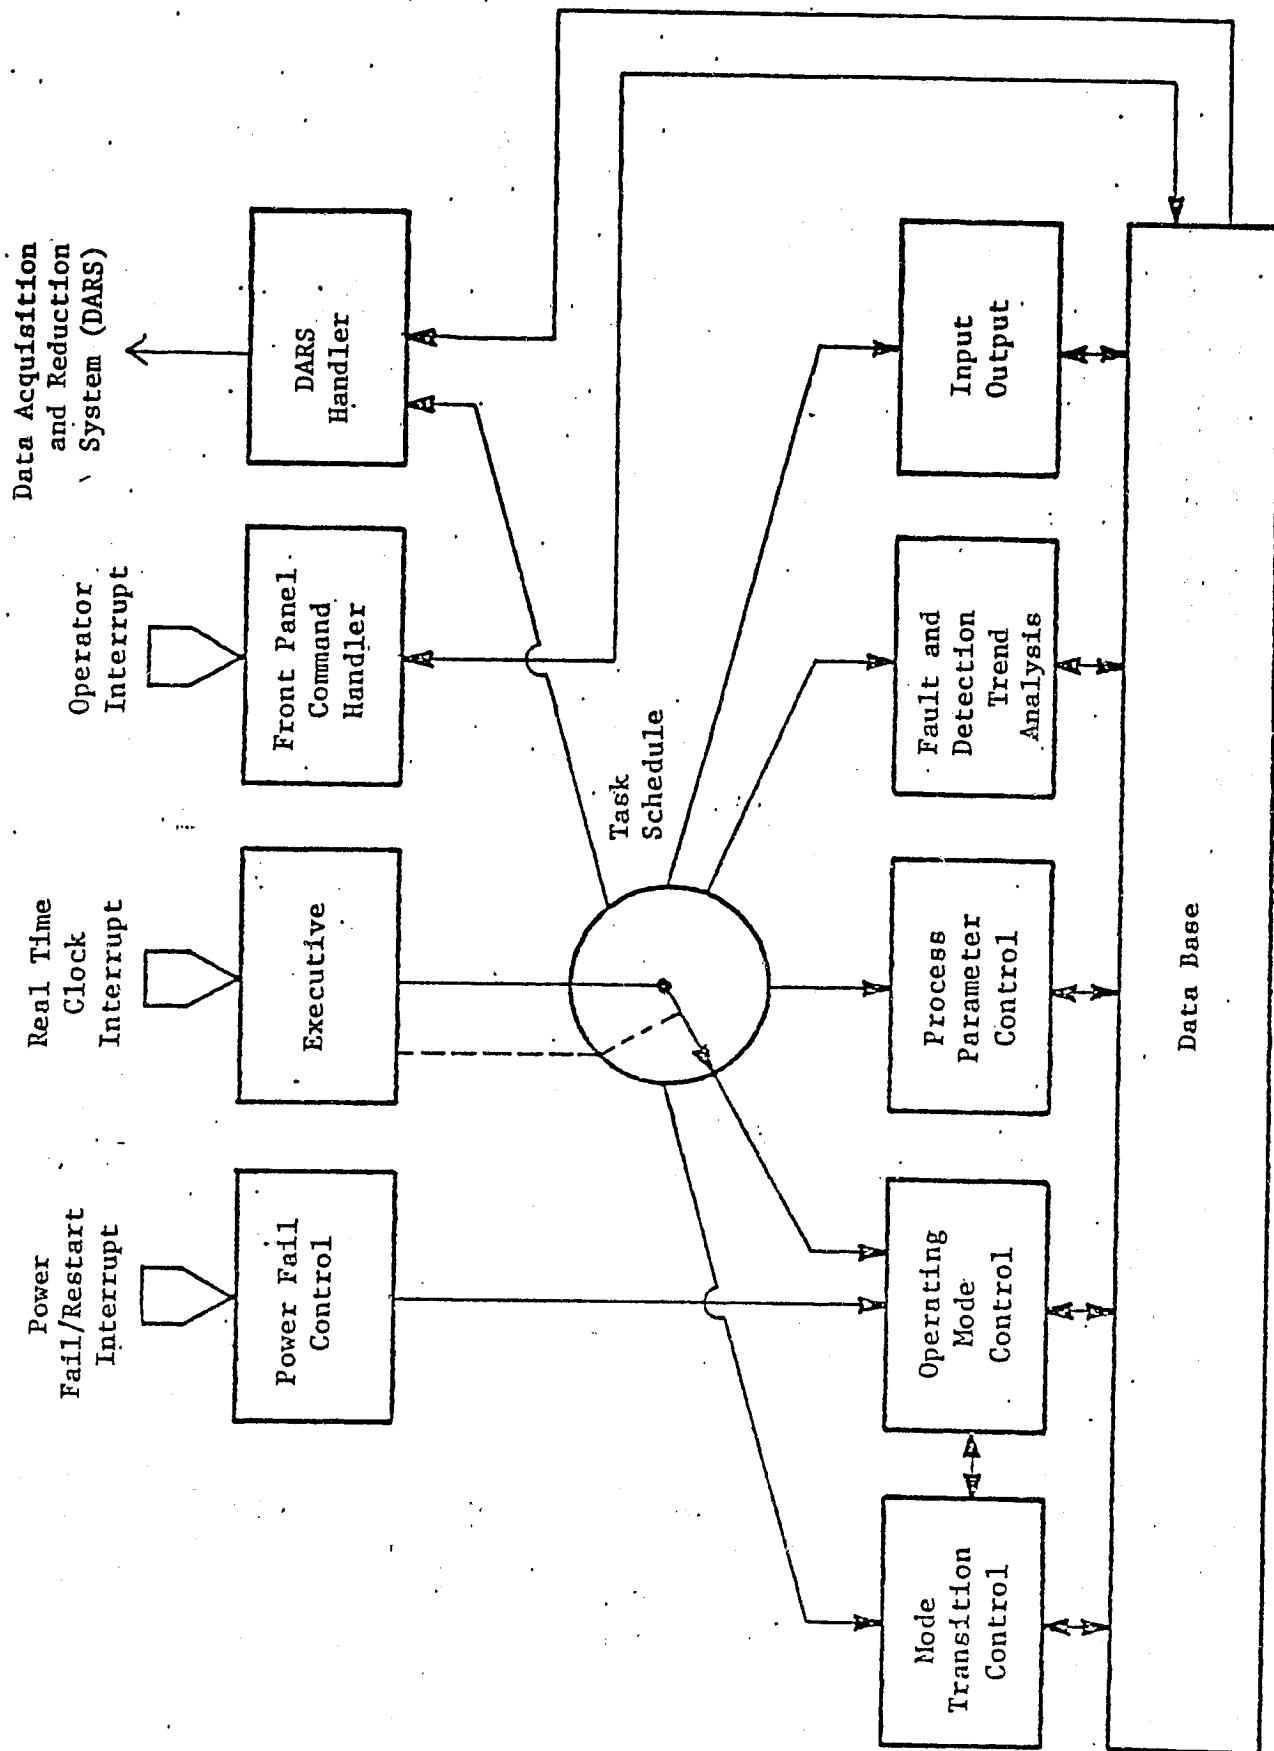 Power
Fail/Restart
Interrupt
Real Time
Clock
Interrupt
Operator
Interrupt
Data Acquisition
and Reduction
System (DARS)
Power Fail
Control
Executive
Front Panel
Command
Handler
DARS
Handler
Task
Schedule
Mode
Transition
Control
Operating
Mode
Control
Process
Parameter
Control
Fault and
Detection
Trend
Analysis
Input
Output
Data Base